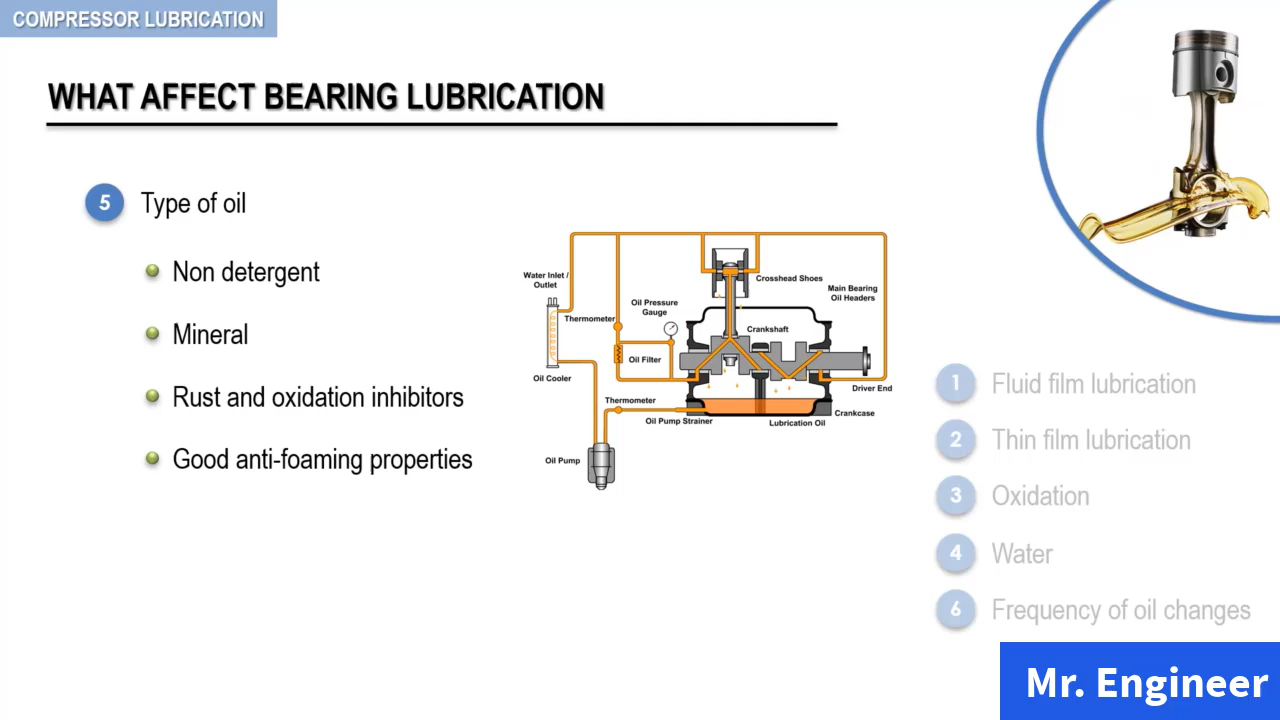 COMPRESSOR LUBRICATION
WHAT AFFECT BEARING LUBRICATION
5 Type of oil
Non detergent
Mineral
Rust and oxidation inhibitors
Good anti-foaming properties
Water Inlet /
Outlet
Thermometer
Oil Pressure
Gauge
Oil Filter
Oil Cooler
Thermometer
Oil Pump Strainer
Oil Pump
Crosshead Shoes
Main Bearing
Oil Headers
Crankshaft
Driver End
Crankcase
Lubrication Oil
1 Fluid film lubrication
2 Thin film lubrication
3 Oxidation
4 Water
6 Frequency of oil changes
Mr. Engineer